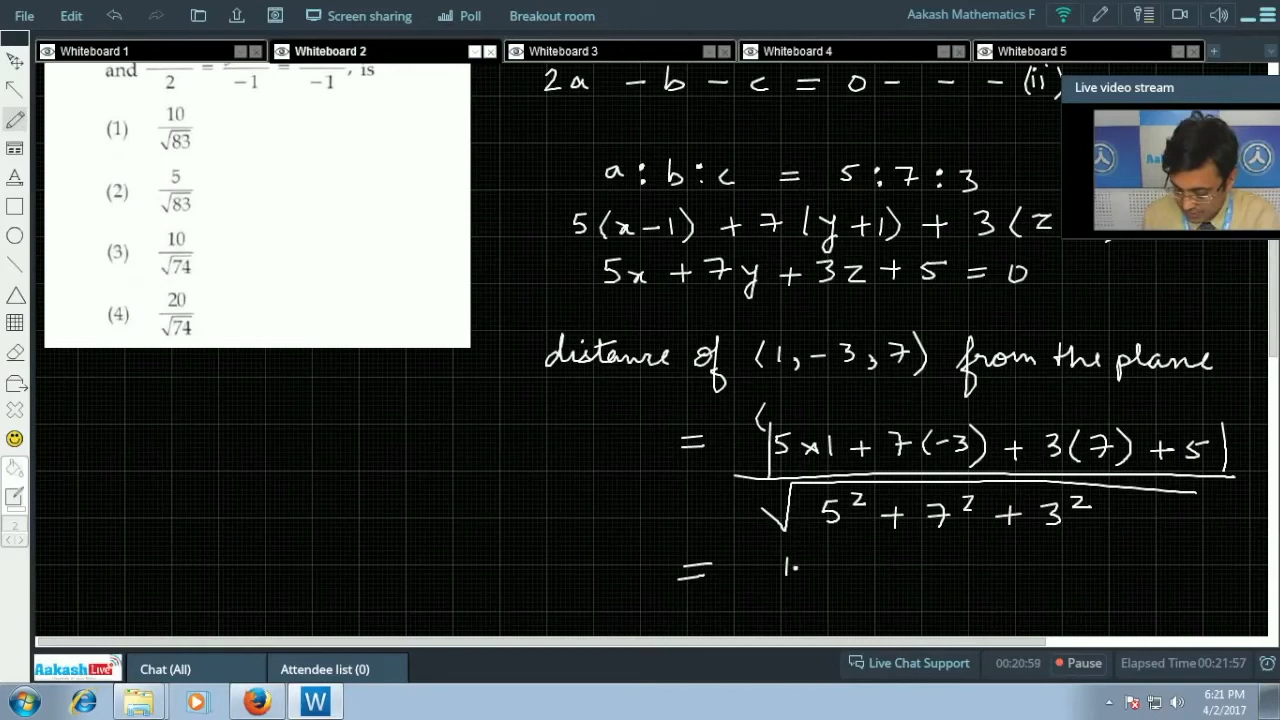 File Edit Screen sharing Poll Breakout room Aakash Mathematics F
Whiteboard 1 Whiteboard 2 Whiteboard 3 Whiteboard 4 Whiteboard 5
and /2 = /-1 = /-1, is
(1) 10/√83
(2) 5/√83
(3) 10/√74
(4) 20/√74
2a - b - c = 0 - - - (ii)
Live video stream
a : b : c = 5 : 7 : 3
5(x-1) + 7(y+1) + 3(z
5x + 7y + 3z + 5 = 0
distance of (1, -3, 7) from the plane
= |5×1 + 7(-3) + 3(7) + 5|
√5² + 7² + 3²
= 1
2
Aakash Live Chat (All) Attendee list (0) Live Chat Support 00:20:59 Pause Elapsed Time 00:21:57
W 6:21 PM
4/2/2017